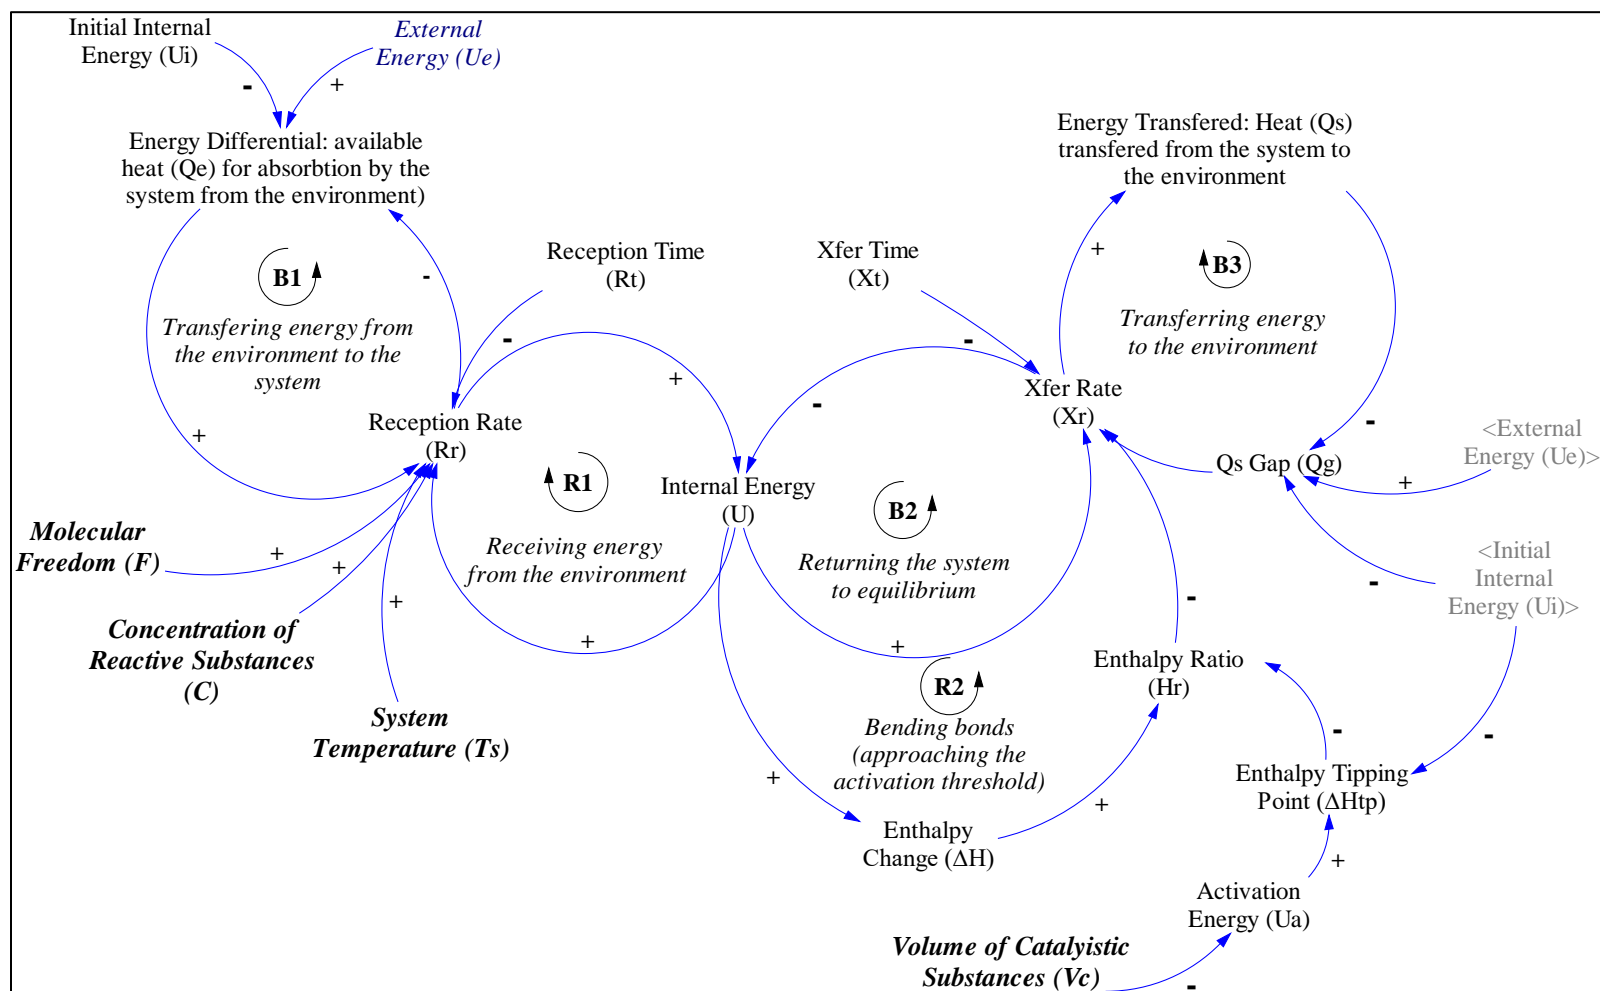 Initial Internal
Energy (Ui)
External
Energy (Ue)
-
+
Energy Differential: available
heat (Qe) for absorbtion by the
system from the environment)
Energy Transfered: Heat (Qs)
transfered from the system to
the environment
B1
Transfering energy from
the environment to the
system
-
+
Reception Time
(Rt)
-
Xfer Time
(Xt)
-
+
B3
Transferring energy
to the environment
-
Reception Rate
(Rr)
+
Xfer Rate
(Xr)
-
Qs Gap (Qg)
<External
Energy (Ue)>
+
<Initial
Internal
Energy (Ui)>
-
-
R1
Receiving energy
from the environment
+
Internal Energy
(U)
B2
Returning the system
to equilibrium
+
Molecular
Freedom (F)
+
Concentration of
Reactive Substances
(C)
+
System
Temperature (Ts)
+
R2
Bending bonds
(approaching the
activation threshold)
+
Enthalpy Ratio
(Hr)
-
-
Enthalpy Change (ΔH)
+
Enthalpy Tipping
Point (ΔHtp)
+
Activation
Energy (Ua)
Volume of Catalyistic
Substances (Vc)
-